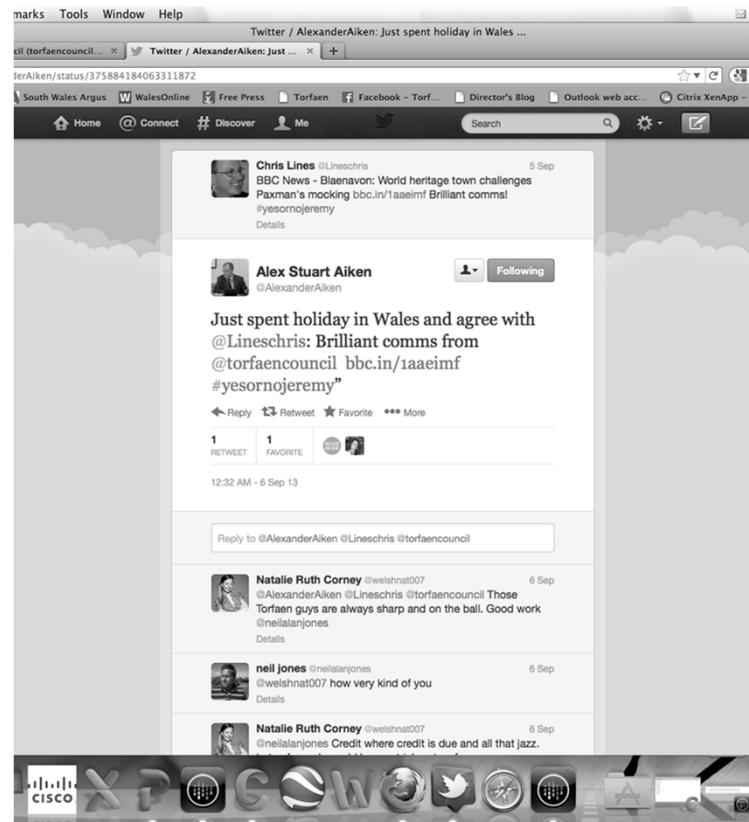 marks Tools Window Help
Twitter / AlexanderAiken: Just spent holiday in Wales ...
cil (torfaencouncil... × Twitter / AlexanderAiken: Just ... × +
derAiken/status/375884184063311872
South Wales Argus W WalesOnline Free Press Torfaen Facebook - Torf... Director's Blog Outlook web acc... Citrix XenApp -
Home @ Connect # Discover Me Search
Chris Lines @Lineschris 5 Sep
BBC News - Blaenavon: World heritage town challenges
Paxman's mocking bbc.in/1aaeimf Brilliant comms!
#yesornojeremy
Details
Alex Stuart Aiken Following
@AlexanderAiken
Just spent holiday in Wales and agree with
@Lineschris: Brilliant comms from
@torfaencouncil bbc.in/1aaeimf
#yesornojeremy”
Reply Retweet Favorite More
1 1
RETWEET FAVORITE
12:32 AM - 6 Sep 13
Reply to @AlexanderAiken @Lineschris @torfaencouncil
Natalie Ruth Corney @welshnat007 6 Sep
@AlexanderAiken @Lineschris @torfaencouncil Those
Torfaen guys are always sharp and on the ball. Good work
@neilalanjones
Details
neil jones @neilalanjones 6 Sep
@welshnat007 how very kind of you
Details
Natalie Ruth Corney @welshnat007 6 Sep
@neilalanjones Credit where credit is due and all that jazz.
CISCO X P C W